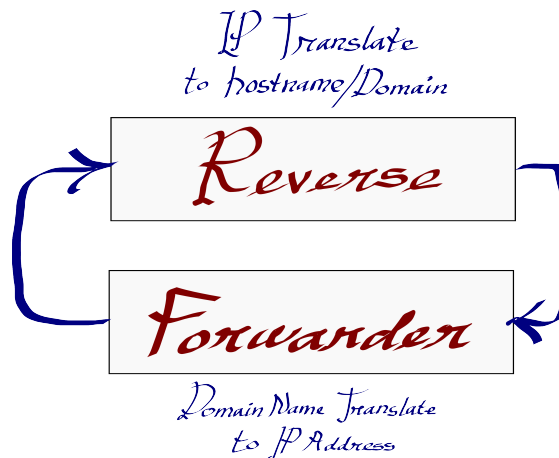 IP Translate
to hostname/Domain
Reverse
Forwarder
Domain Name Translate
to IP Address